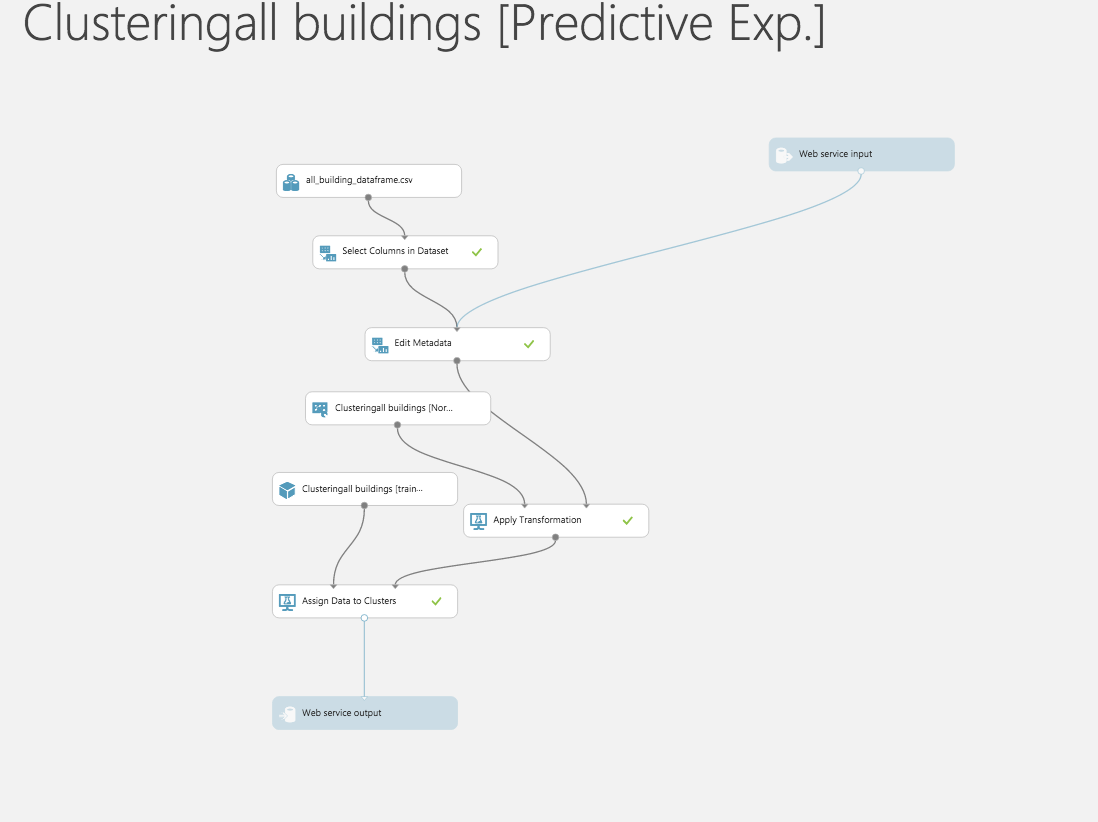 Clusteringall buildings [Predictive Exp.]
Web service input
all_building_dataframe.csv
Select Columns in Dataset
Edit Metadata
Clusteringall buildings [Nor...
Clusteringall buildings [train...
Apply Transformation
Assign Data to Clusters
Web service output